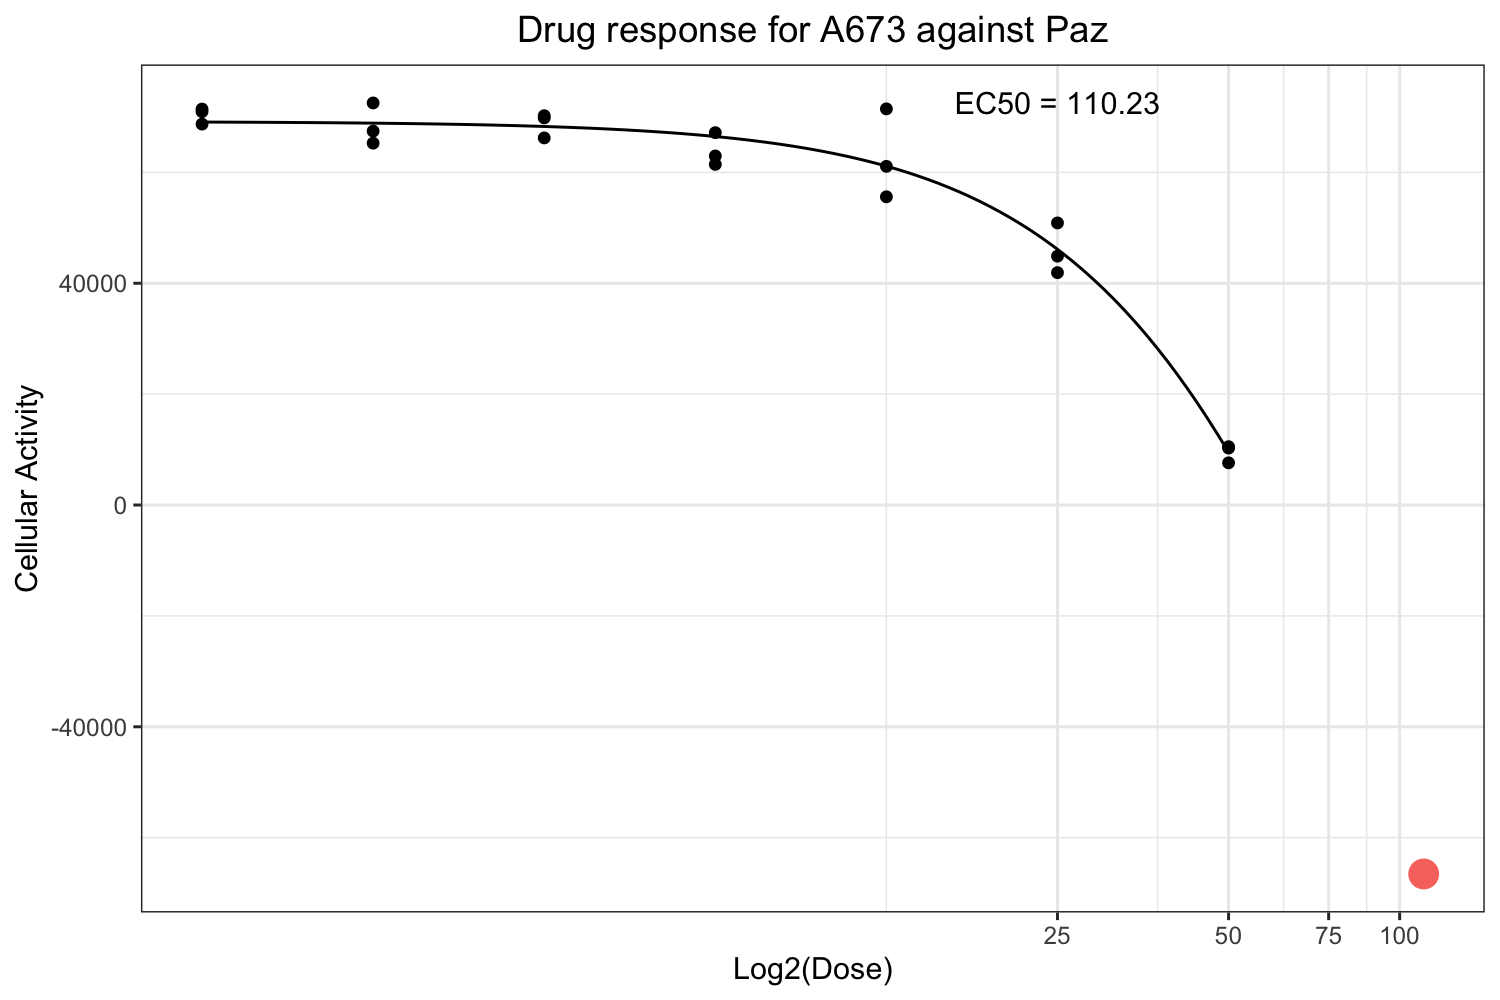 Drug response for A673 against Paz
EC50 = 110.23
Cellular Activity
40000
0
-40000
25
50
75
100
Log2(Dose)